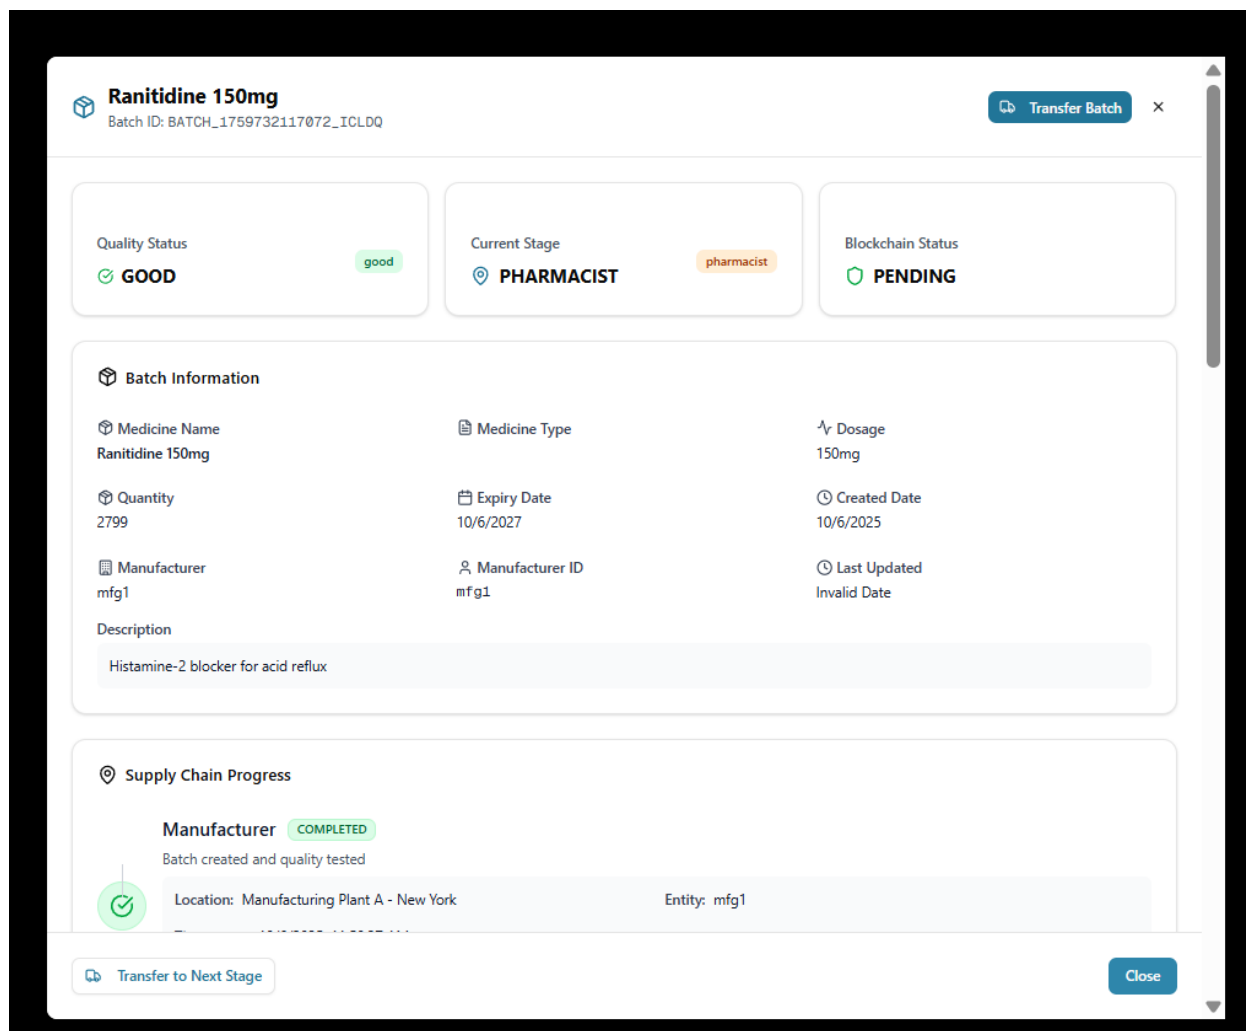 Ranitidine 150mg
Batch ID: BATCH_1759732117072_ICLDQ
Transfer Batch
Quality Status
GOOD
good
Current Stage
PHARMACIST
pharmacist
Blockchain Status
PENDING
Batch Information
Medicine Name
Ranitidine 150mg
Medicine Type
Dosage
150mg
Quantity
2799
Expiry Date
10/6/2027
Created Date
10/6/2025
Manufacturer
mfg1
Manufacturer ID
mfg1
Last Updated
Invalid Date
Description
Histamine-2 blocker for acid reflux
Supply Chain Progress
Manufacturer COMPLETED
Batch created and quality tested
Location: Manufacturing Plant A - New York
Entity: mfg1
Transfer to Next Stage
Close